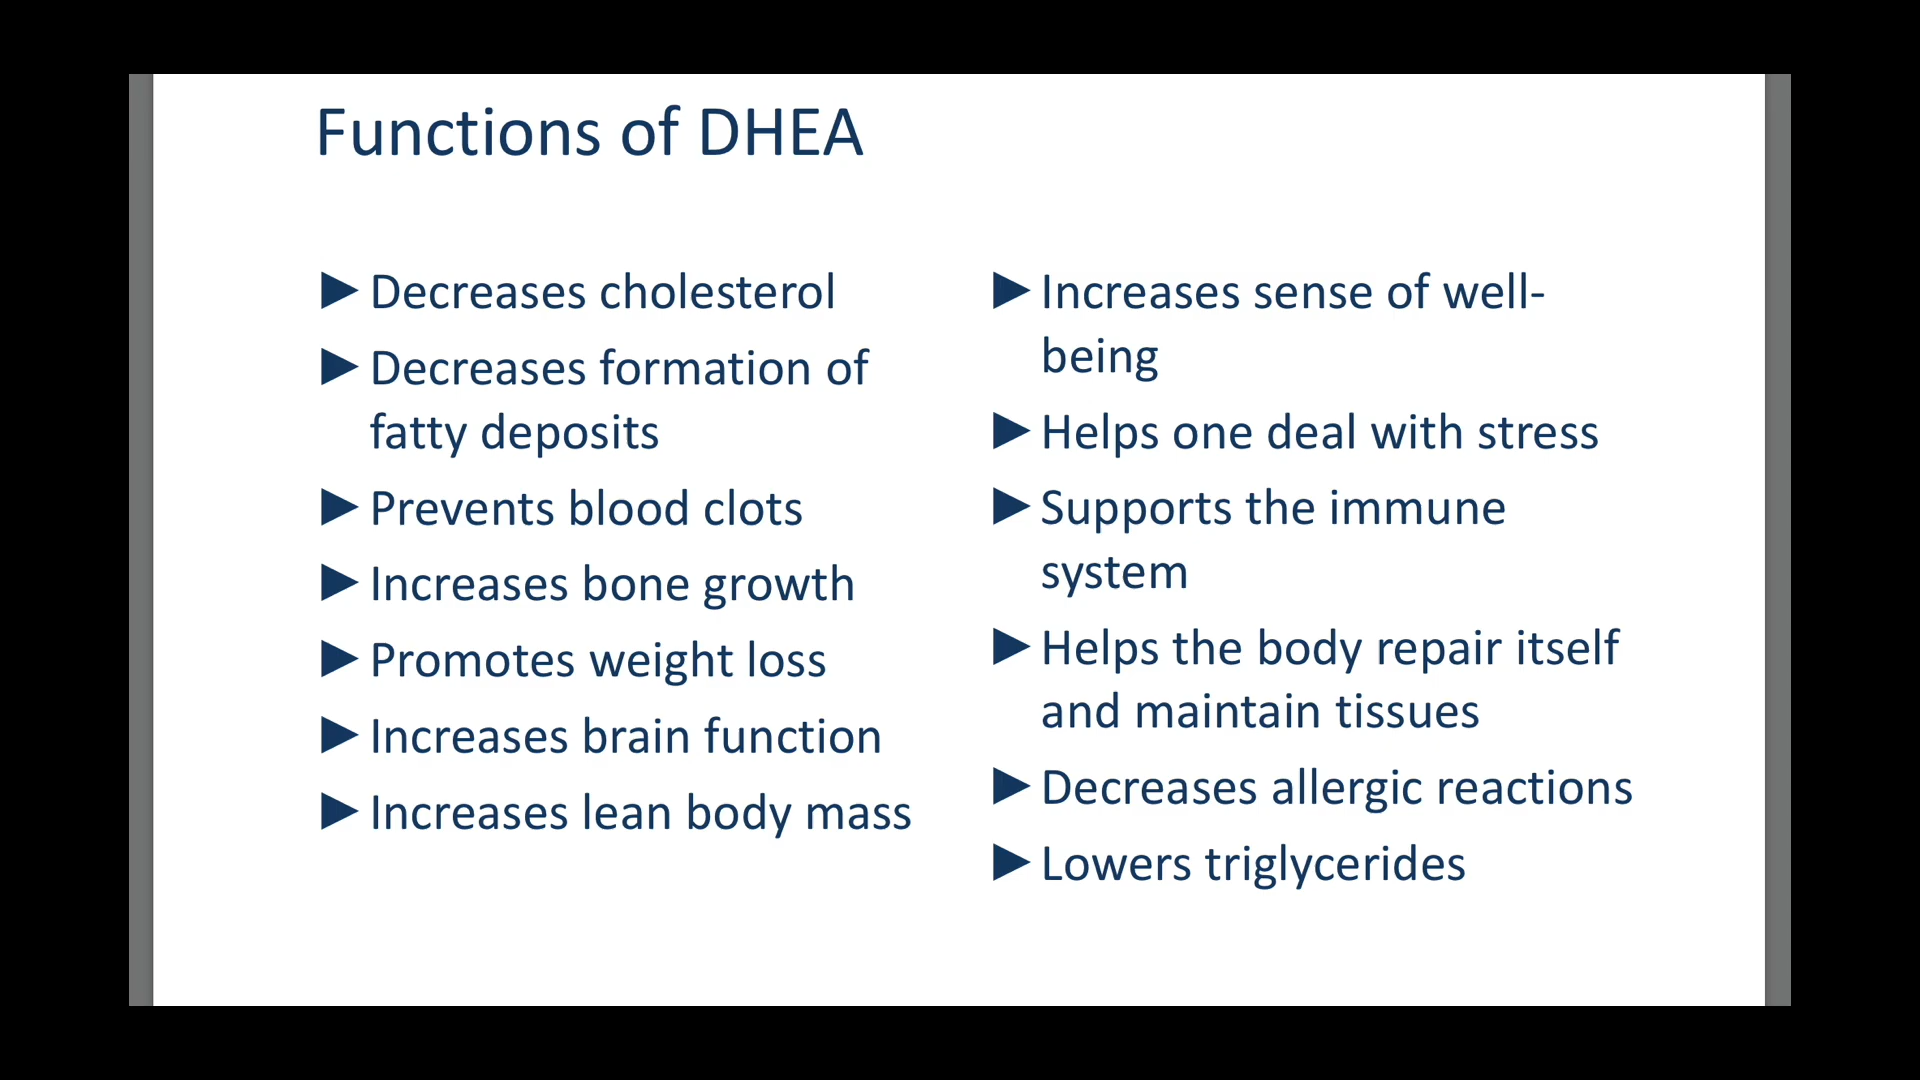 Functions of DHEA
▶ Decreases cholesterol
▶ Decreases formation of
fatty deposits
▶ Prevents blood clots
▶ Increases bone growth
▶ Promotes weight loss
▶ Increases brain function
▶ Increases lean body mass
▶ Increases sense of well-
being
▶ Helps one deal with stress
▶ Supports the immune
system
▶ Helps the body repair itself
and maintain tissues
▶ Decreases allergic reactions
▶ Lowers triglycerides